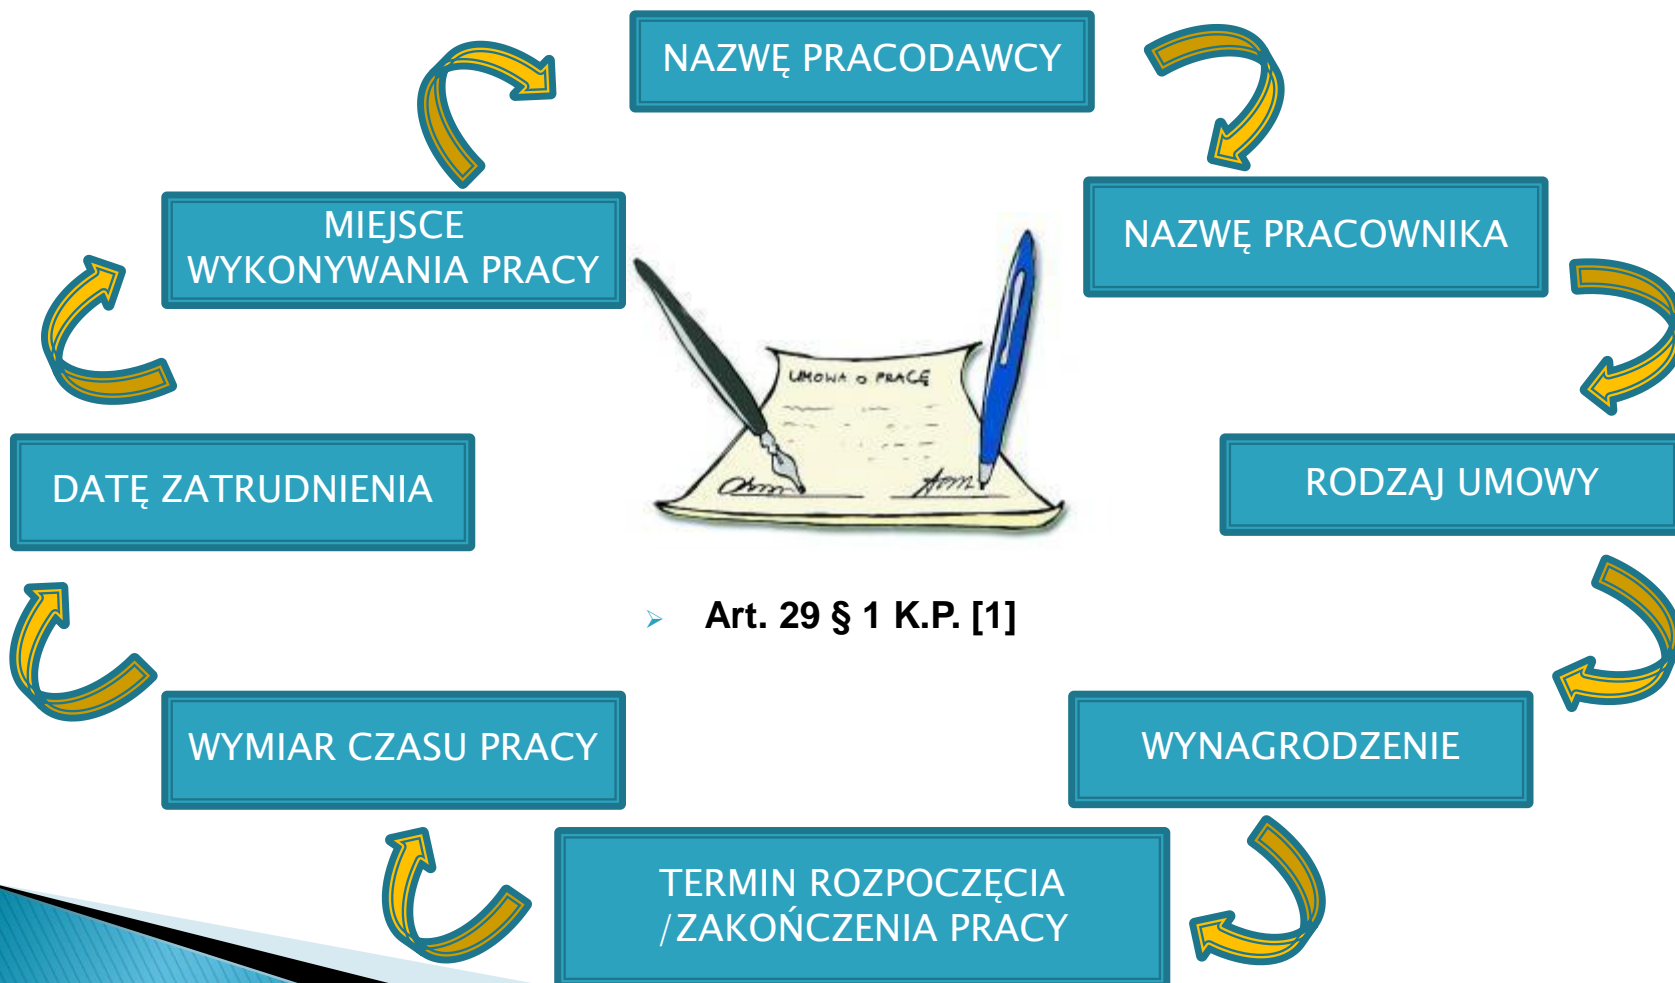 NAZWĘ PRACODAWCY
NAZWĘ PRACOWNIKA
RODZAJ UMOWY
WYNAGRODZENIE
TERMIN ROZPOCZĘCIA
/ZAKOŃCZENIA PRACY
WYMIAR CZASU PRACY
DATĘ ZATRUDNIENIA
MIEJSCE
WYKONYWANIA PRACY
UMOWA O PRACĘ
Art. 29 § 1 K.P. [1]